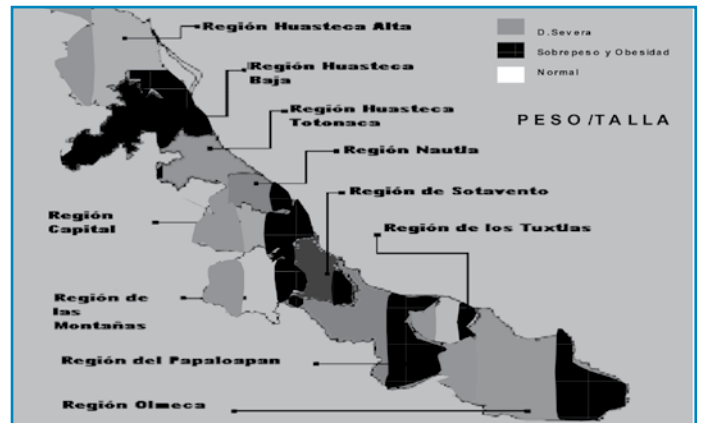 Región Huasteca Alta
D.Severa
Sobrepeso y Obesidad
Normal
Región Huasteca
Baja
PESO/TALLA
Región Huasteca
Totonaca
Región Nautla
Región de Sotavento
Región
Capital
Región de los Tuxtlas
Región de
las
Montañas
Región del Papaloapan
Región Olmeca